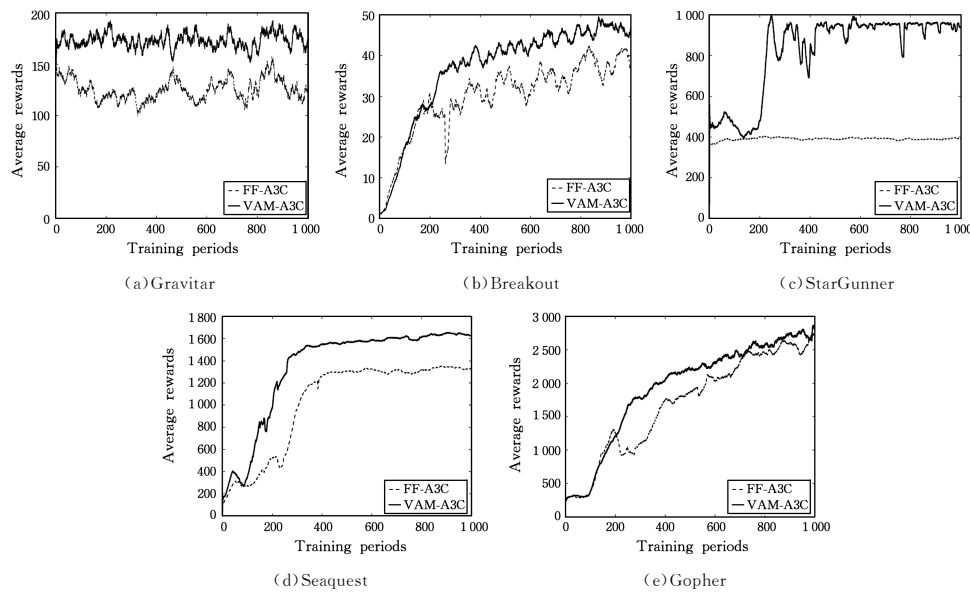 200
150
100
50
0
Average rewards
FF-A3C
VAM-A3C
0 200 400 600 800 1 000
Training periods
(a)Gravitar
50
40
30
20
10
0
Average rewards
FF-A3C
VAM-A3C
0 200 400 600 800 1 000
Training periods
(b)Breakout
1 000
800
600
400
200
0
Average rewards
FF-A3C
VAM-A3C
0 200 400 600 800 1 000
Training periods
(c)StarGunner
1 800
1 600
1 400
1 200
1 000
800
600
400
200
0
Average rewards
FF-A3C
VAM-A3C
0 200 400 600 800 1 000
Training periods
(d)Seaquest
3 000
2 500
2 000
1 500
1 000
500
0
Average rewards
FF-A3C
VAM-A3C
0 200 400 600 800 1 000
Training periods
(e)Gopher